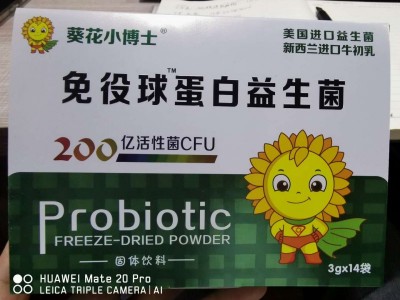 葵花小博士®
美国进口益生菌
新西兰进口牛初乳
免役球™蛋白益生菌
200亿活性菌CFU
Probiotic
FREEZE-DRIED POWDER
固体饮料
3gx14袋
HUAWEI Mate 20 Pro
LEICA TRIPLE CAMERA | AI